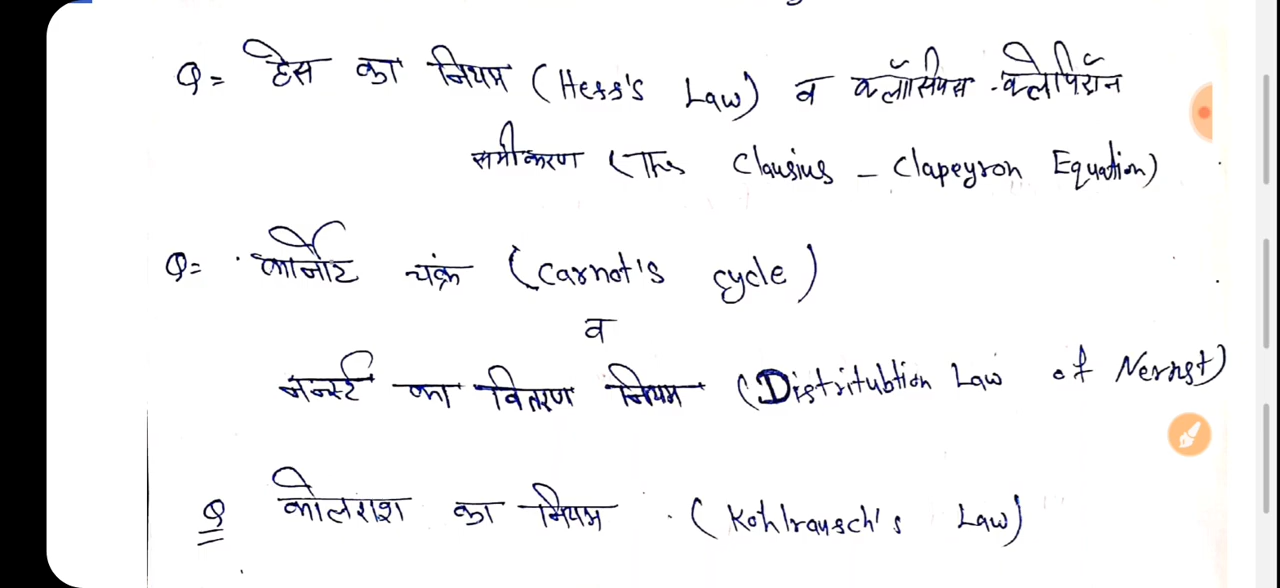 Q= हेस का नियम (Hess's Law) व क्लॉसियस-क्लेपिरॉन
समीकरण (The Clausius - Clapeyron Equation)
Q= कार्नोट चक्र (Carnot's cycle)
व
नर्न्स्ट का वितरण नियम (Distritubtion Law of Nernst)
Q कोलराश का नियम (Kohlrausch's Law)